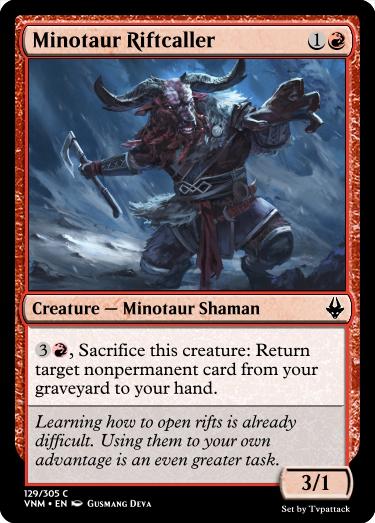 Minotaur Riftcaller 1
Creature — Minotaur Shaman
3, Sacrifice this creature: Return
target nonpermanent card from your
graveyard to your hand.
Learning how to open rifts is already
difficult. Using them to your own
advantage is an even greater task.
3/1
129/305 C
VNM • EN Gusmang Deva
Set by Tvpattack